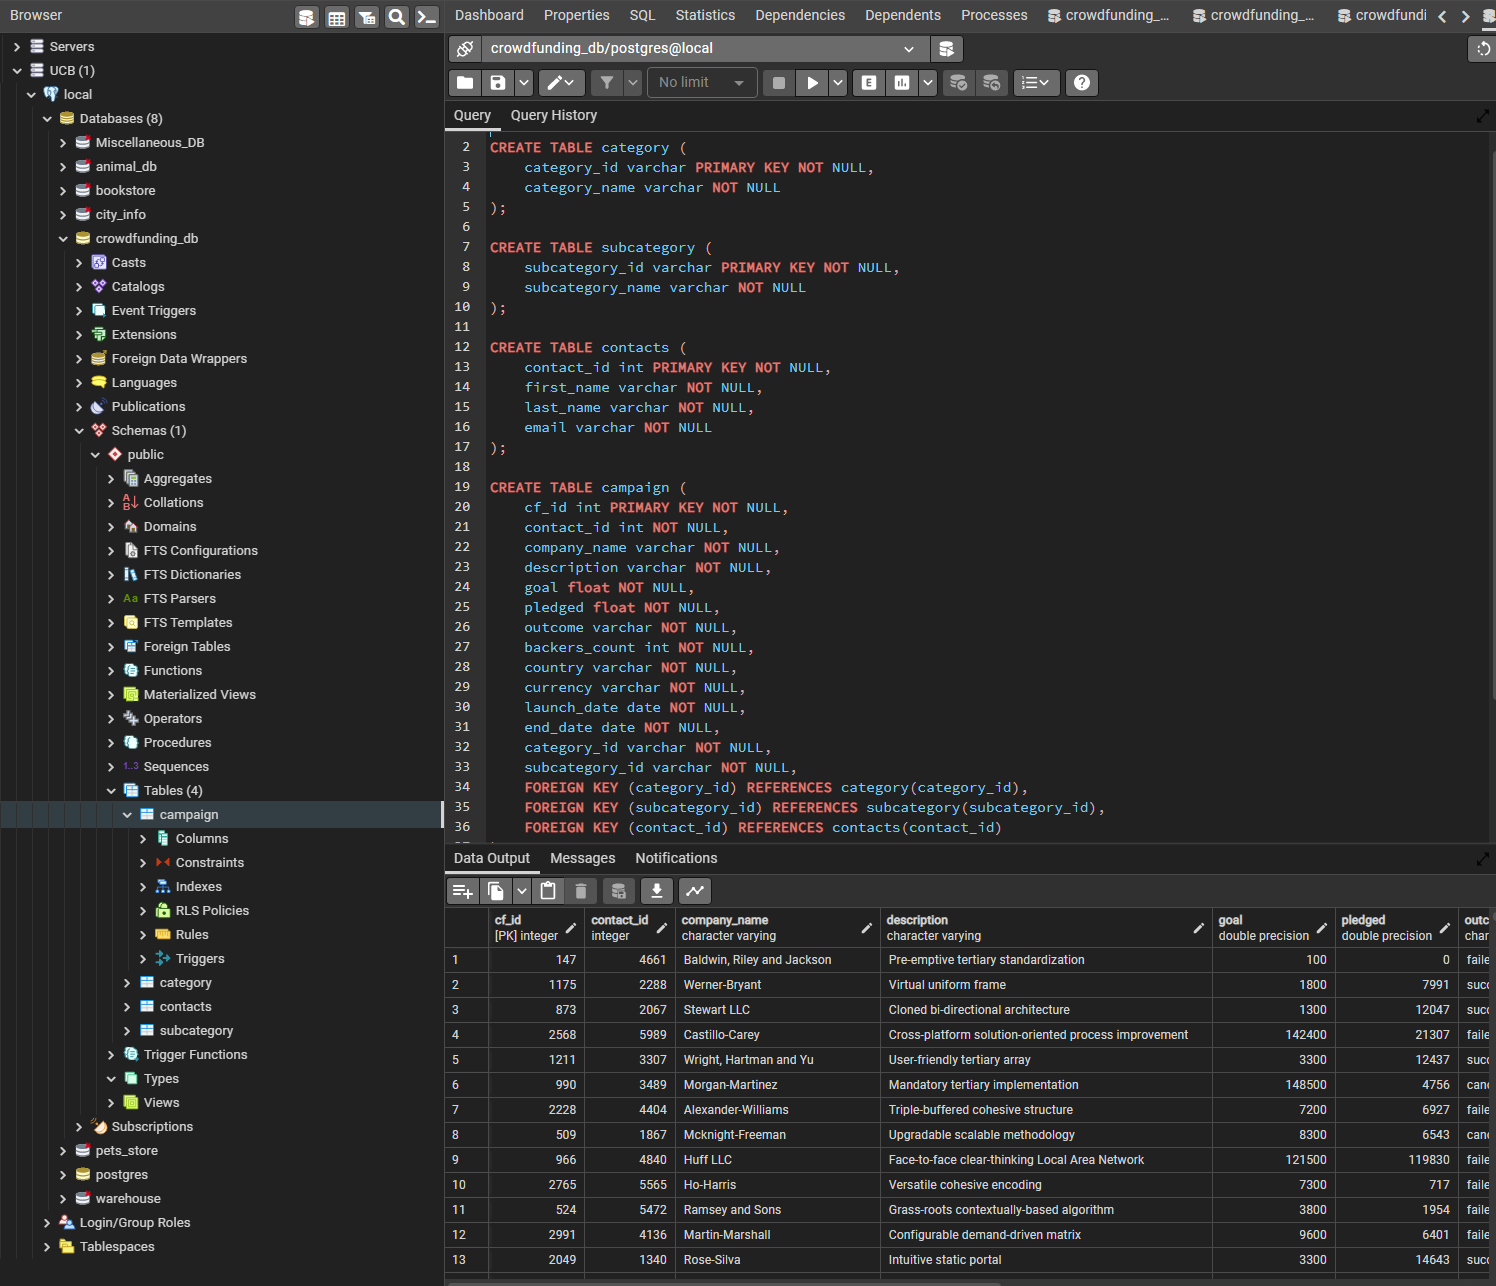 Browser
Servers
UCB (1)
local
Databases (8)
Miscellaneous_DB
animal_db
bookstore
city_info
crowdfunding_db
Casts
Catalogs
Event Triggers
Extensions
Foreign Data Wrappers
Languages
Publications
Schemas (1)
public
Aggregates
Collations
Domains
FTS Configurations
FTS Dictionaries
Aa FTS Parsers
FTS Templates
Foreign Tables
Functions
Materialized Views
Operators
Procedures
1..3 Sequences
Tables (4)
campaign
Columns
Constraints
Indexes
RLS Policies
Rules
Triggers
category
contacts
subcategory
Trigger Functions
Types
Views
Subscriptions
pets_store
postgres
warehouse
Login/Group Roles
Tablespaces
Dashboard Properties SQL Statistics Dependencies Dependents Processes crowdfunding_... crowdfunding_... crowdfundi
crowdfunding_db/postgres@local
No limit E
Query Query History
2 CREATE TABLE category (
3 category_id varchar PRIMARY KEY NOT NULL,
4 category_name varchar NOT NULL
5 );
6
7 CREATE TABLE subcategory (
8 subcategory_id varchar PRIMARY KEY NOT NULL,
9 subcategory_name varchar NOT NULL
10 );
11
12 CREATE TABLE contacts (
13 contact_id int PRIMARY KEY NOT NULL,
14 first_name varchar NOT NULL,
15 last_name varchar NOT NULL,
16 email varchar NOT NULL
17 );
18
19 CREATE TABLE campaign (
20 cf_id int PRIMARY KEY NOT NULL,
21 contact_id int NOT NULL,
22 company_name varchar NOT NULL,
23 description varchar NOT NULL,
24 goal float NOT NULL,
25 pledged float NOT NULL,
26 outcome varchar NOT NULL,
27 backers_count int NOT NULL,
28 country varchar NOT NULL,
29 currency varchar NOT NULL,
30 launch_date date NOT NULL,
31 end_date date NOT NULL,
32 category_id varchar NOT NULL,
33 subcategory_id varchar NOT NULL,
34 FOREIGN KEY (category_id) REFERENCES category(category_id),
35 FOREIGN KEY (subcategory_id) REFERENCES subcategory(subcategory_id),
36 FOREIGN KEY (contact_id) REFERENCES contacts(contact_id)
Data Output Messages Notifications
cf_id contact_id company_name description goal pledged outc
[PK] integer integer character varying character varying double precision double precision char
1 147 4661 Baldwin, Riley and Jackson Pre-emptive tertiary standardization 100 0 faile
2 1175 2288 Werner-Bryant Virtual uniform frame 1800 7991 succ
3 873 2067 Stewart LLC Cloned bi-directional architecture 1300 12047 succ
4 2568 5989 Castillo-Carey Cross-platform solution-oriented process improvement 142400 21307 faile
5 1211 3307 Wright, Hartman and Yu User-friendly tertiary array 3300 12437 succ
6 990 3489 Morgan-Martinez Mandatory tertiary implementation 148500 4756 canc
7 2228 4404 Alexander-Williams Triple-buffered cohesive structure 7200 6927 faile
8 509 1867 Mcknight-Freeman Upgradable scalable methodology 8300 6543 canc
9 966 4840 Huff LLC Face-to-face clear-thinking Local Area Network 121500 119830 faile
10 2765 5565 Ho-Harris Versatile cohesive encoding 7300 717 faile
11 524 5472 Ramsey and Sons Grass-roots contextually-based algorithm 3800 1954 faile
12 2991 4136 Martin-Marshall Configurable demand-driven matrix 9600 6401 faile
13 2049 1340 Rose-Silva Intuitive static portal 3300 14643 succ